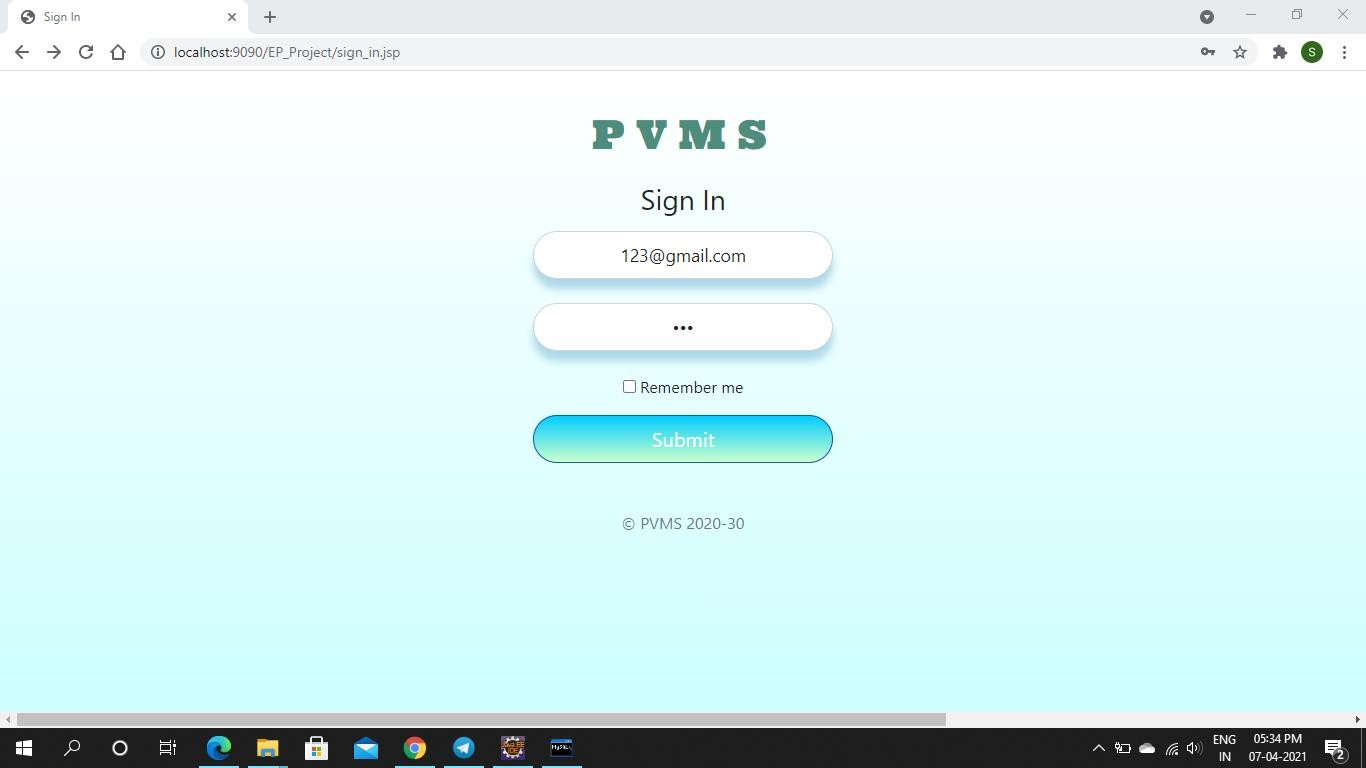 Sign In
localhost:9090/EP_Project/sign_in.jsp
S
P V M S
Sign In
123@gmail.com
•••
Remember me
Submit
© PVMS 2020-30
ENG
IN
05:34 PM
07-04-2021
2